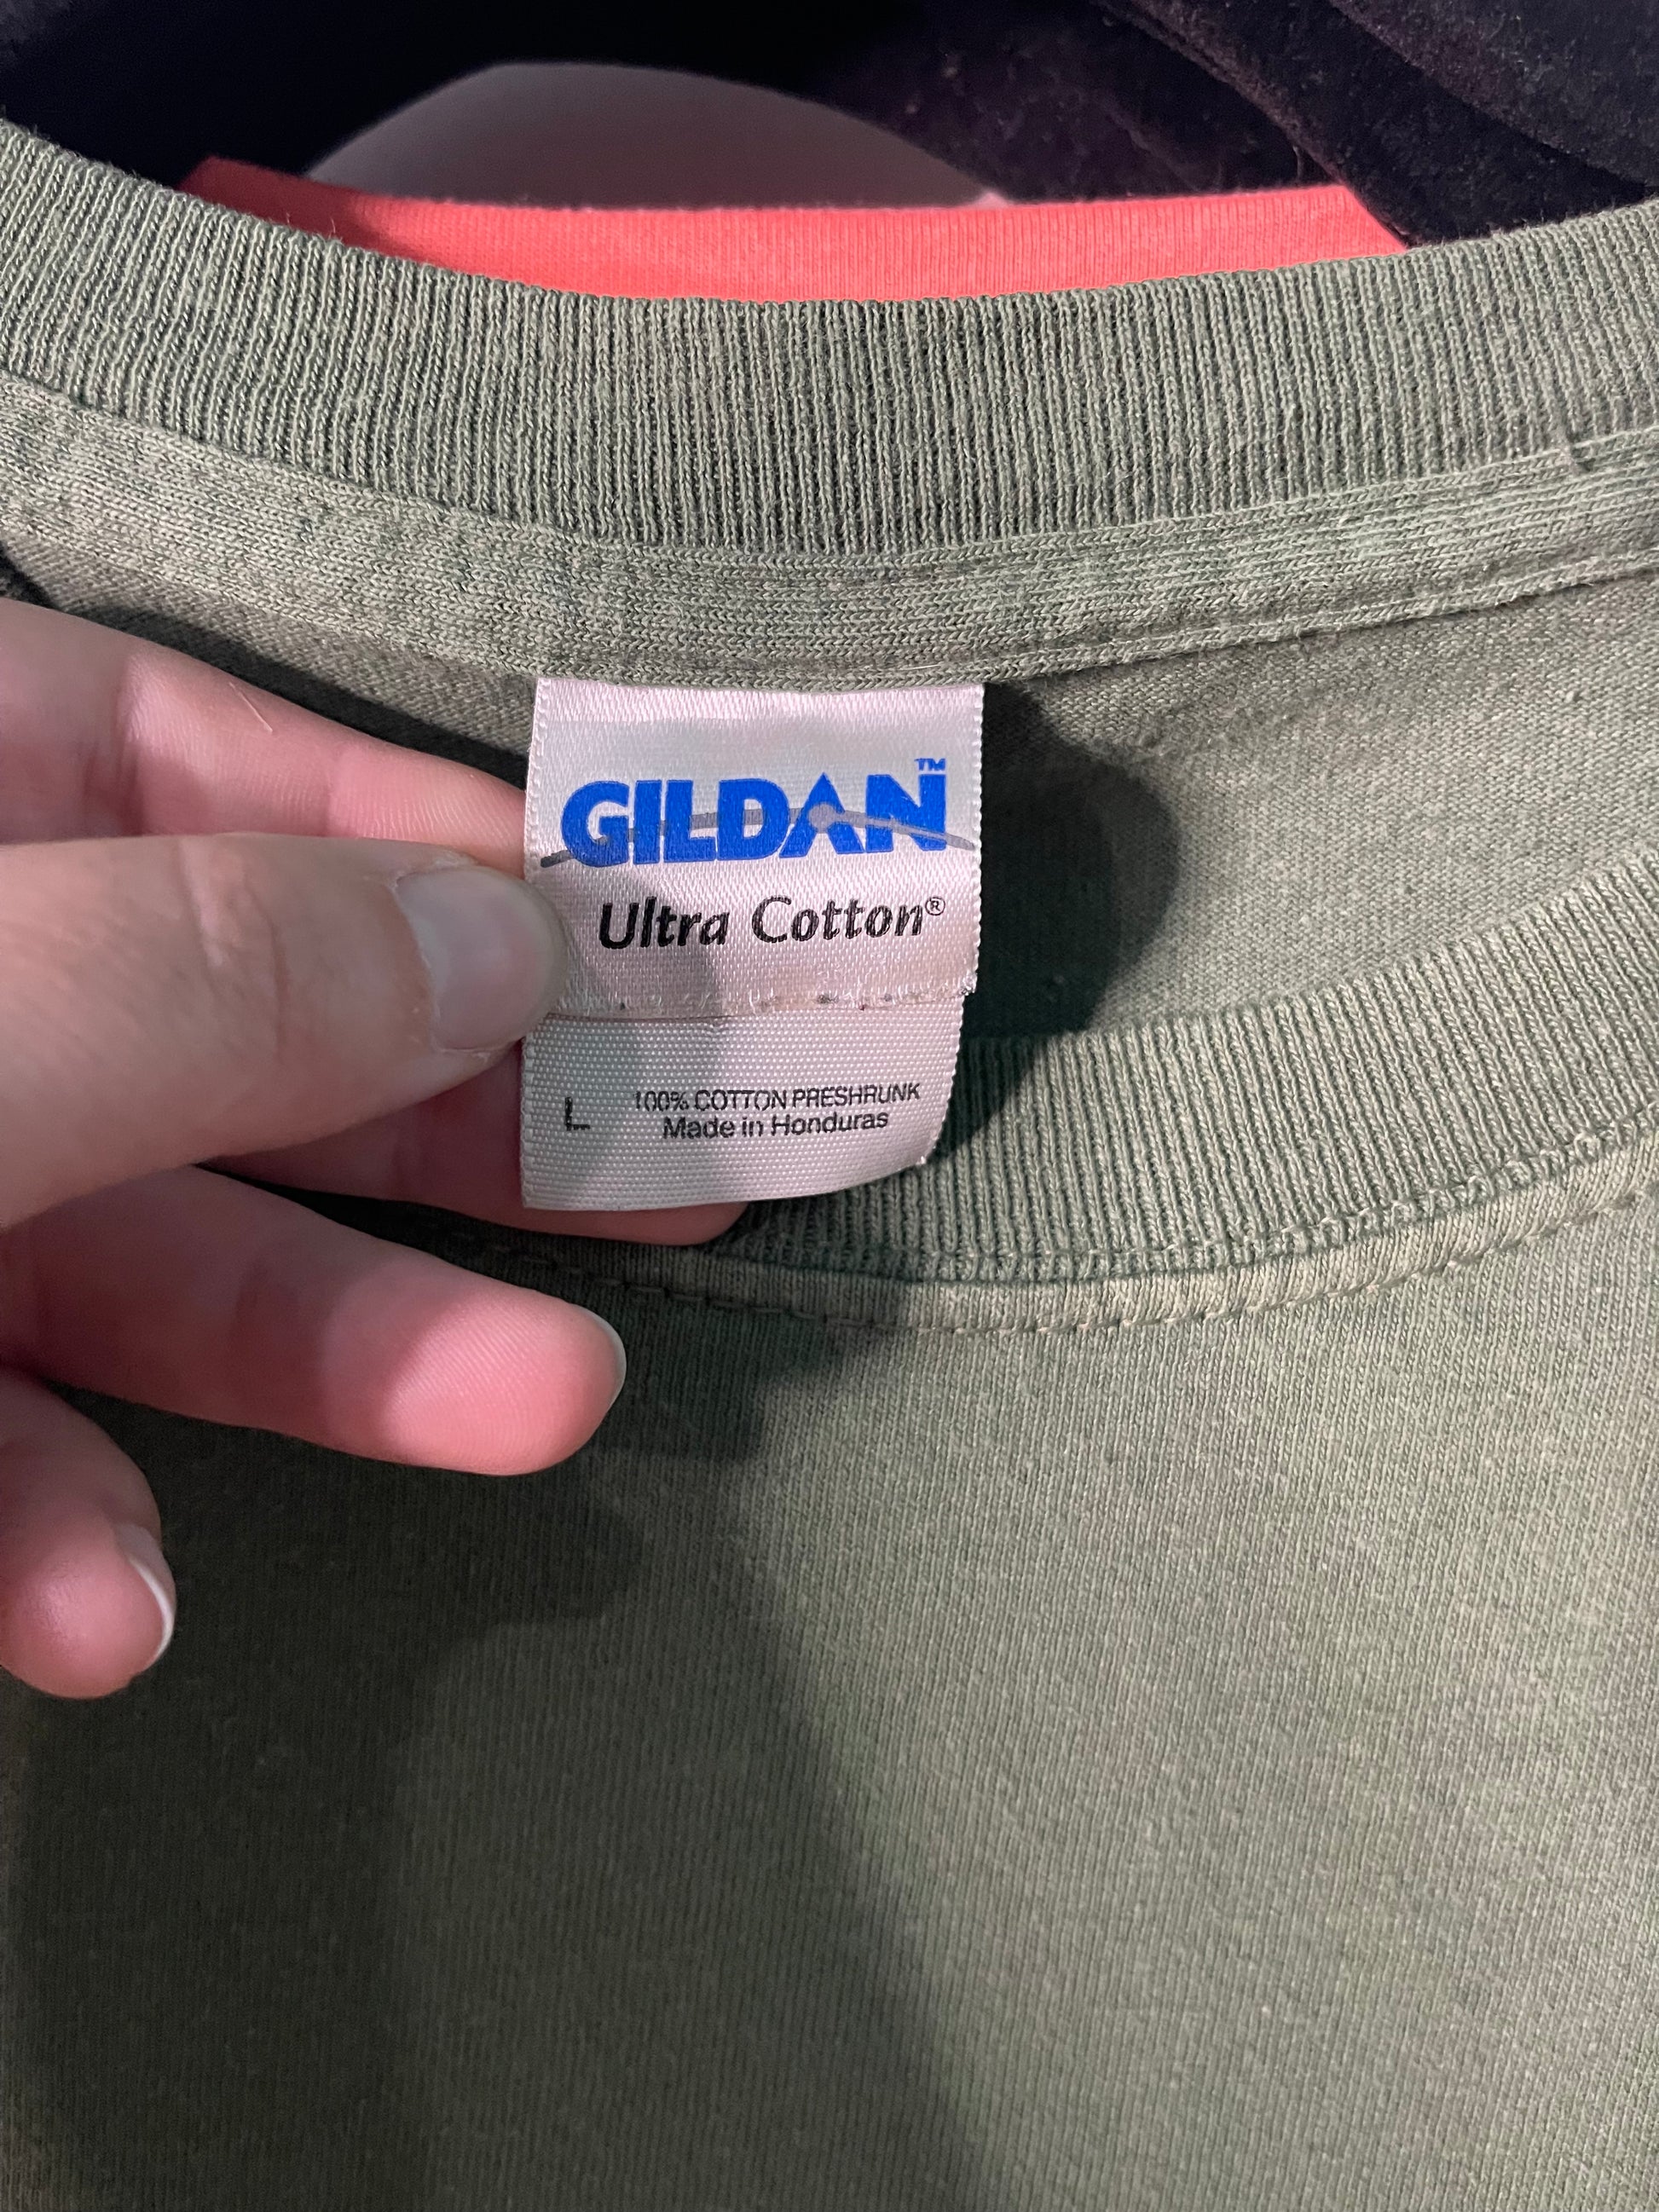 GILDAN™
Ultra Cotton®
L 100% COTTON PRESHRUNK
Made in Honduras